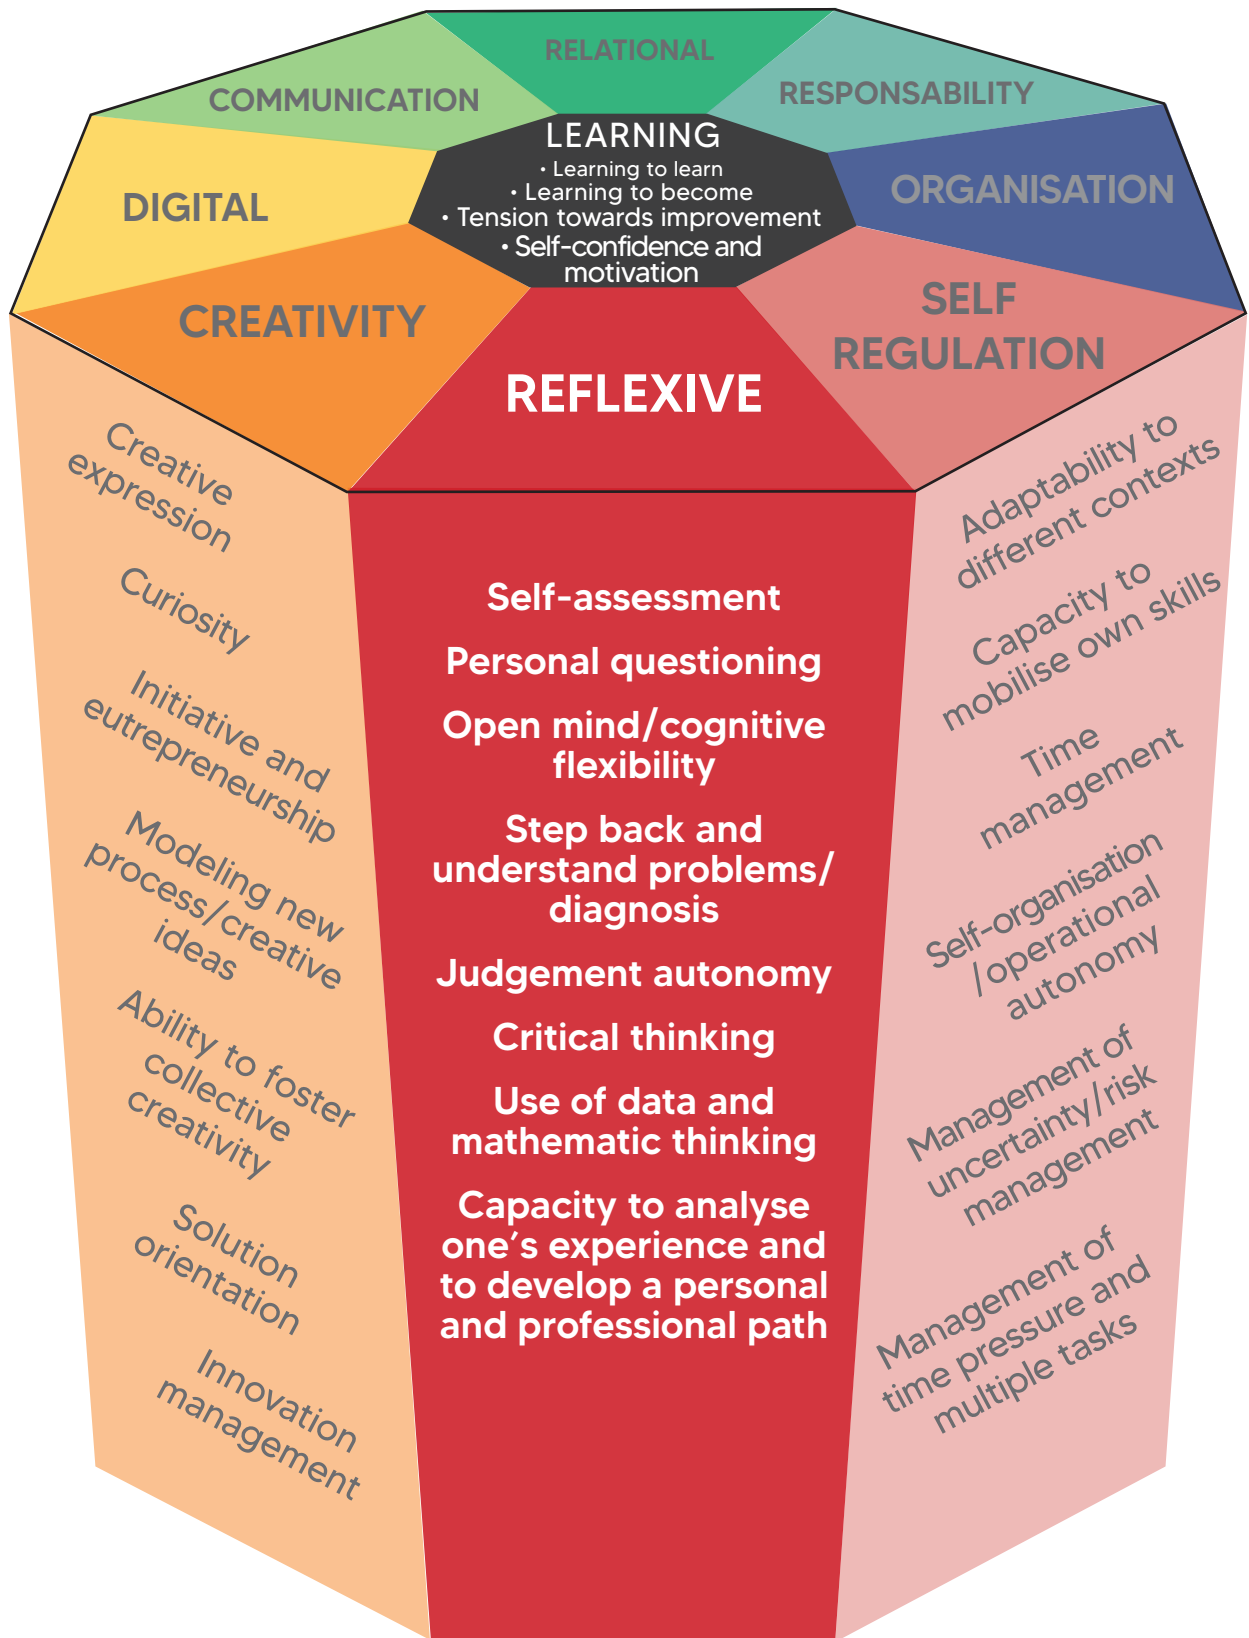 RELATIONAL
COMMUNICATION
RESPONSABILITY
LEARNING
• Learning to learn
• Learning to become
• Tension towards improvement
• Self-confidence and
motivation
DIGITAL
ORGANISATION
CREATIVITY
SELF
REGULATION
REFLEXIVE
Creative
expression
Curiosity
Initiative and
eutrepreneurship
Modeling new
process/creative
ideas
Ability to foster
collective
creativity
Solution
orientation
Innovation
management
Self-assessment
Personal questioning
Open mind/cognitive
flexibility
Step back and
understand problems/
diagnosis
Judgement autonomy
Critical thinking
Use of data and
mathematic thinking
Capacity to analyse
one's experience and
to develop a personal
and professional path
Adaptability to
different contexts
Capacity to
mobilise own skills
Time
management
Self-organisation
/operational
autonomy
Management of
uncertainty/risk
management
Management of
time pressure and
multiple tasks